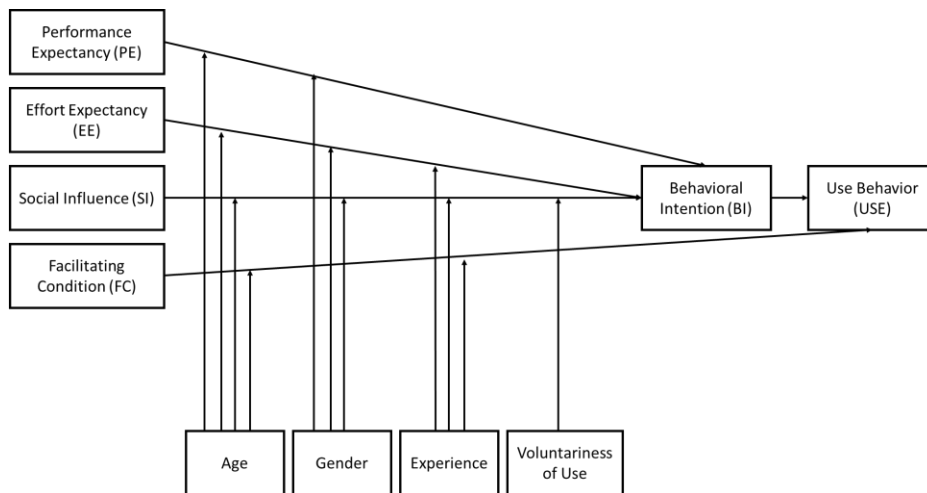 Performance
Expectancy (PE)
Effort Expectancy
(EE)
Social Influence (SI)
Facilitating
Condition (FC)
Behavioral
Intention (BI)
Use Behavior
(USE)
Age
Gender
Experience
Voluntariness
of Use